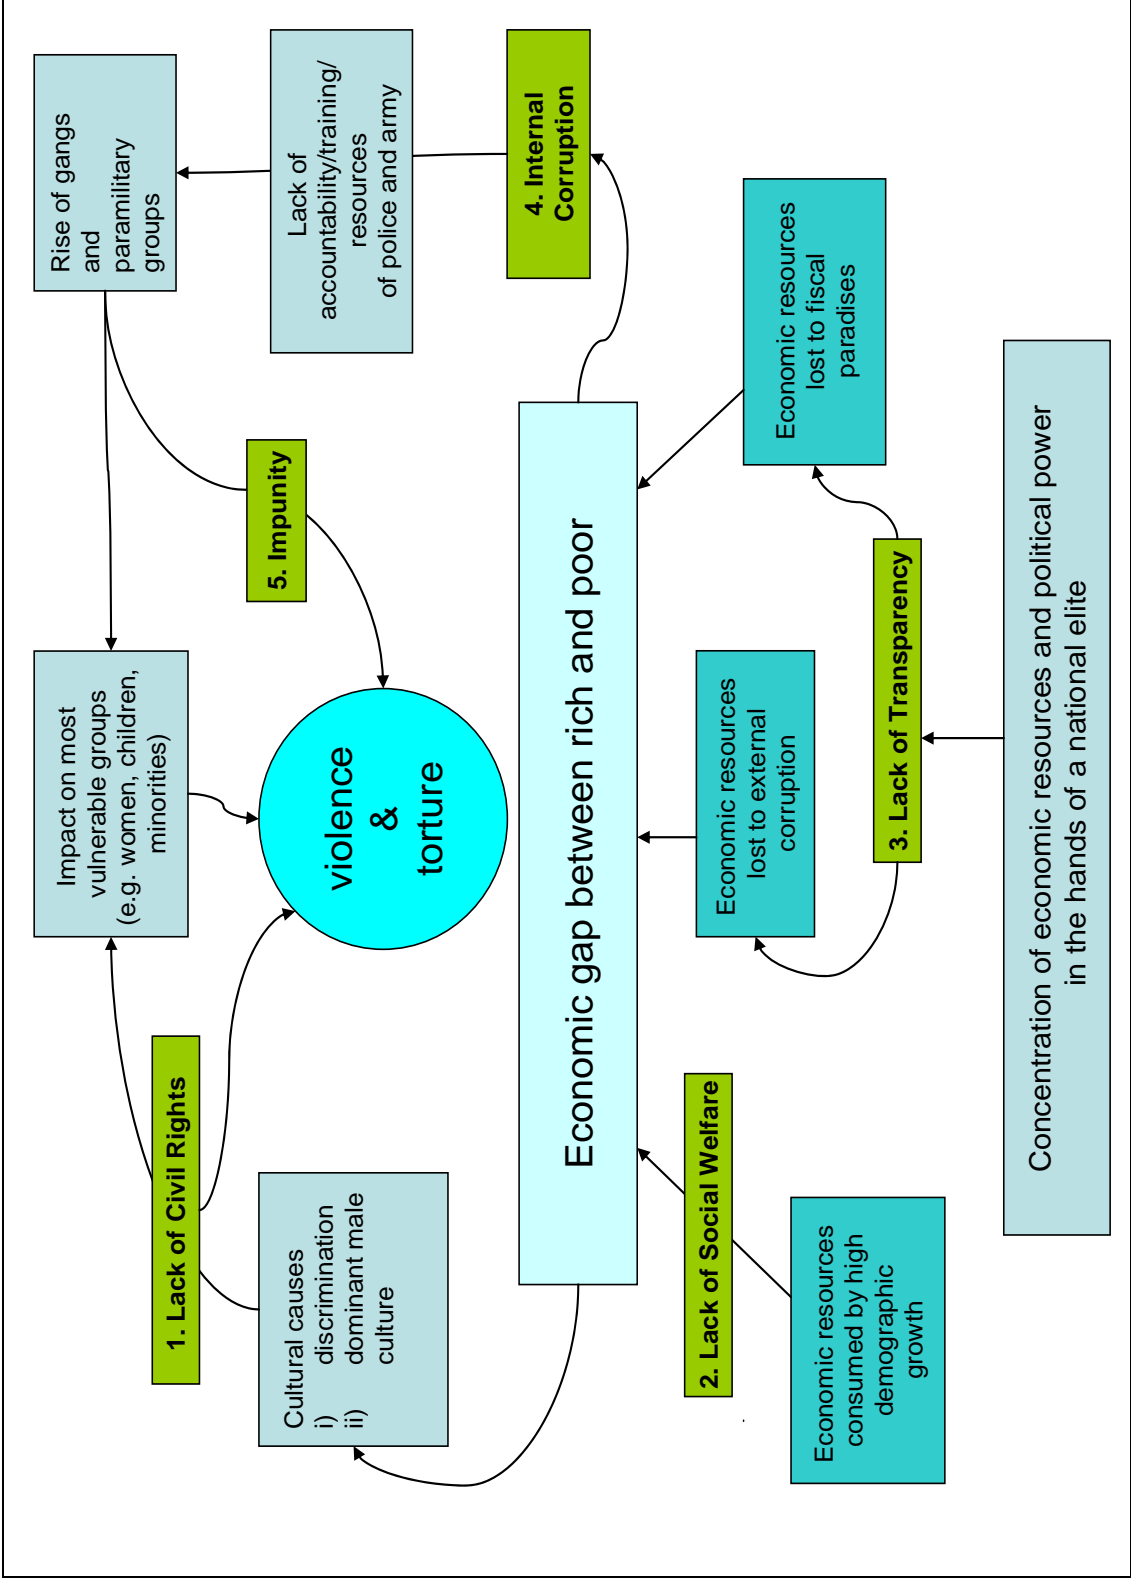 1. Lack of Civil Rights
Impact on most
vulnerable groups
(e.g. women, children,
minorities)
Rise of gangs
and
paramilitary
groups
Cultural causes
i) discrimination
ii) dominant male
culture
violence
&
torture
5. Impunity
Lack of
accountability/training/
resources
of police and army
Economic gap between rich and poor
4. Internal
Corruption
2. Lack of Social Welfare
Economic resources
lost to external
corruption
Economic resources
lost to fiscal
paradises
Economic resources
consumed by high
demographic
growth
3. Lack of Transparency
Concentration of economic resources and political power
in the hands of a national elite